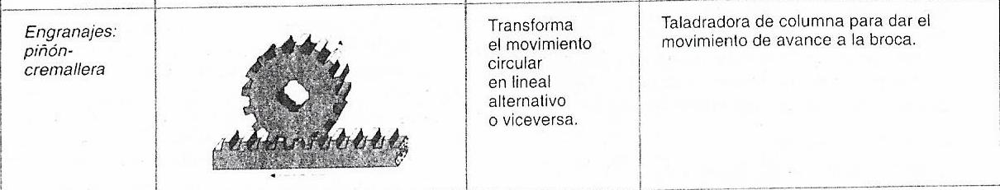 Engranajes:
piñón-
cremallera
Transforma
el movimiento
circular
en lineal
alternativo
o viceversa.
Taladradora de columna para dar el
movimiento de avance a la broca.